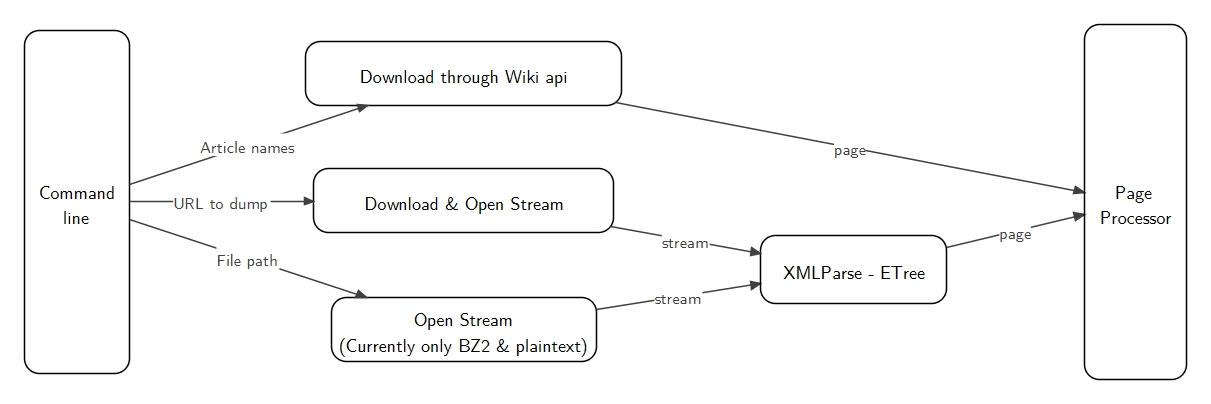 Download through Wiki api
Article names
page
Command
line
URL to dump
Download & Open Stream
Page
Processor
stream
page
File path
XMLParse - ETree
stream
Open Stream
(Currently only BZ2 & plaintext)